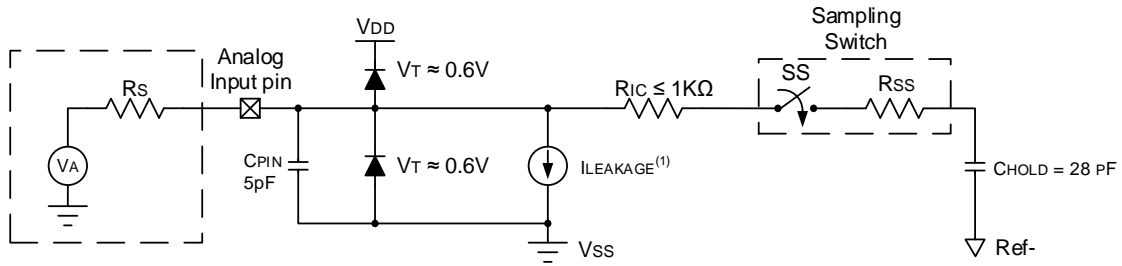 Sampling
Switch
VDD
Analog
Input pin
VT ≈ 0.6V
SS
RSS
RS
RIC ≤ 1KΩ
VA
CPIN
5pF
VT ≈ 0.6V
ILEAKAGE(1)
CHOLD = 28 PF
VSS
Ref-